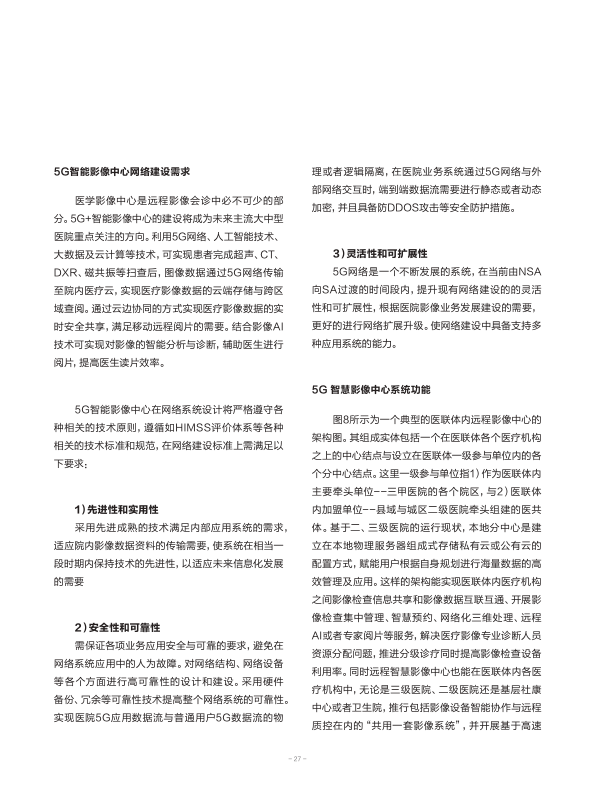 5G智能影像中心网络建设需求
医学影像中心是远程影像会诊中必不可少的部
分。5G+智能影像中心的建设将成为未来主流大中型
医院重点关注的方向。利用5G网络、人工智能技术、
大数据及云计算等技术，可实现患者完成超声、CT、
DXR、磁共振等扫查后，图像数据通过5G网络传输
至院内医疗云，实现医疗影像数据的云端存储与跨区
域查阅。通过云边协同的方式实现医疗影像数据的实
时安全共享，满足移动远程阅片的需要。结合影像AI
技术可实现对影像的智能分析与诊断，辅助医生进行
阅片，提高医生读片效率。
5G智能影像中心在网络系统设计将严格遵守各
种相关的技术原则，遵循如HIMSS评价体系等各种
相关的技术标准和规范，在网络建设标准上需满足以
下要求；
1）先进性和实用性
采用先进成熟的技术满足内部应用系统的需求，
适应院内影像数据资料的传输需要，使系统在相当一
段时期内保持技术的先进性，以适应未来信息化发展
的需要
2）安全性和可靠性
需保证各项业务应用安全与可靠的要求，避免在
网络系统应用中的人为故障。对网络结构、网络设备
等各个方面进行高可靠性的设计和建设。采用硬件
备份、冗余等可靠性技术提高整个网络系统的可靠性。
实现医院5G应用数据流与普通用户5G数据流的物
理或者逻辑隔离，在医院业务系统通过5G网络与外
部网络交互时，端到端数据流需要进行静态或者动态
加密，并且具备防DDOS攻击等安全防护措施。
3）灵活性和可扩展性
5G网络是一个不断发展的系统，在当前由NSA
向SA过渡的时间段内，提升现有网络建设的的灵活
性和可扩展性，根据医院影像业务发展建设的需要，
更好的进行网络扩展升级。使网络建设中具备支持多
种应用系统的能力。
5G 智慧影像中心系统功能
图8所示为一个典型的医联体内远程影像中心的
架构图。其组成实体包括一个在医联体各个医疗机构
之上的中心结点与设立在医联体一级参与单位内的各
个分中心结点。这里一级参与单位指1）作为医联体内
主要牵头单位--三甲医院的各个院区，与2）医联体
内加盟单位--县域与城区二级医院牵头组建的医共
体。基于二、三级医院的运行现状，本地分中心是建
立在本地物理服务器组成式存储私有云或公有云的
配置方式，赋能用户根据自身规划进行海量数据的高
效管理及应用。这样的架构能实现医联体内医疗机构
之间影像检查信息共享和影像数据互联互通、开展影
像检查集中管理、智慧预约、网络化三维处理、远程
AI或者专家阅片等服务，解决医疗影像专业诊断人员
资源分配问题，推进分级诊疗同时提高影像检查设备
利用率。同时远程智慧影像中心也能在医联体内各医
疗机构中，无论是三级医院、二级医院还是基层社康
中心或者卫生院，推行包括影像设备智能协作与远程
质控在内的“共用一套影像系统”，并开展基于高速
- 27 -